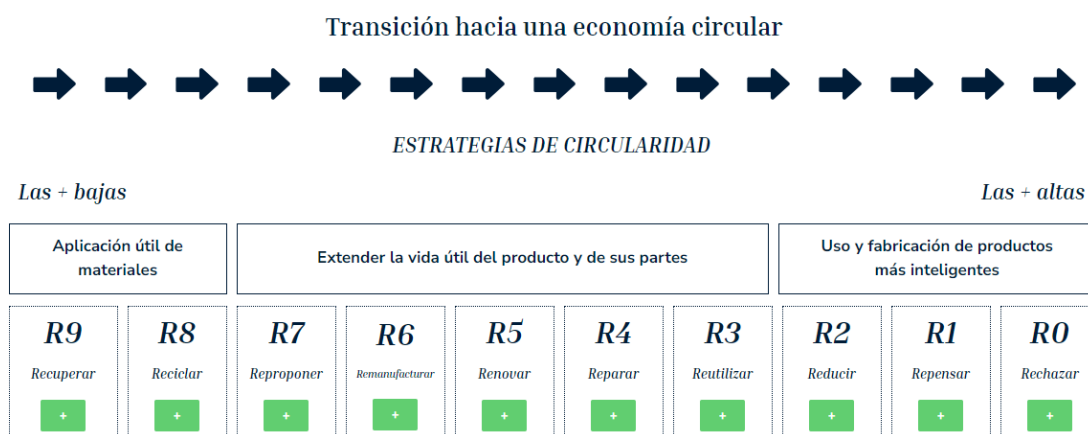 Transición hacia una economía circular
ESTRATEGIAS DE CIRCULARIDAD
Las + bajas
Las + altas
Aplicación útil de
materiales
Extender la vida útil del producto y de sus partes
Uso y fabricación de productos
más inteligentes
R9
Recuperar
+
R8
Reciclar
+
R7
Reproponer
+
R6
Remanufacturar
+
R5
Renovar
+
R4
Reparar
+
R3
Reutilizar
+
R2
Reducir
+
R1
Repensar
+
R0
Rechazar
+